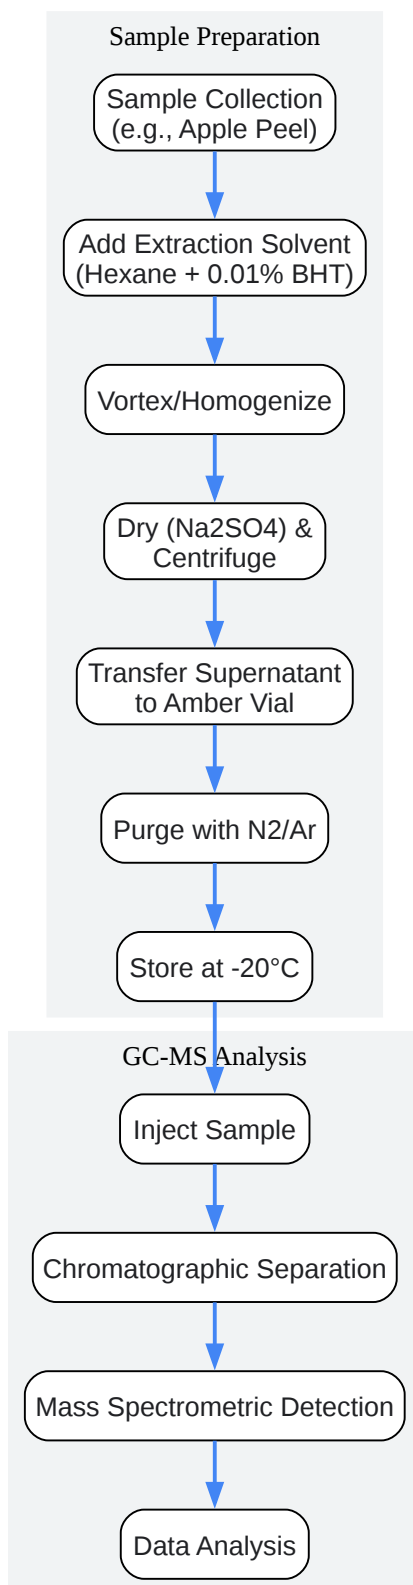 Sample Preparation
Sample Collection
(e.g., Apple Peel)
Add Extraction Solvent
(Hexane + 0.01% BHT)
Vortex/Homogenize
Dry (Na2SO4) &
Centrifuge
Transfer Supernatant
to Amber Vial
Purge with N2/Ar
Store at -20°C
GC-MS Analysis
Inject Sample
Chromatographic Separation
Mass Spectrometric Detection
Data Analysis